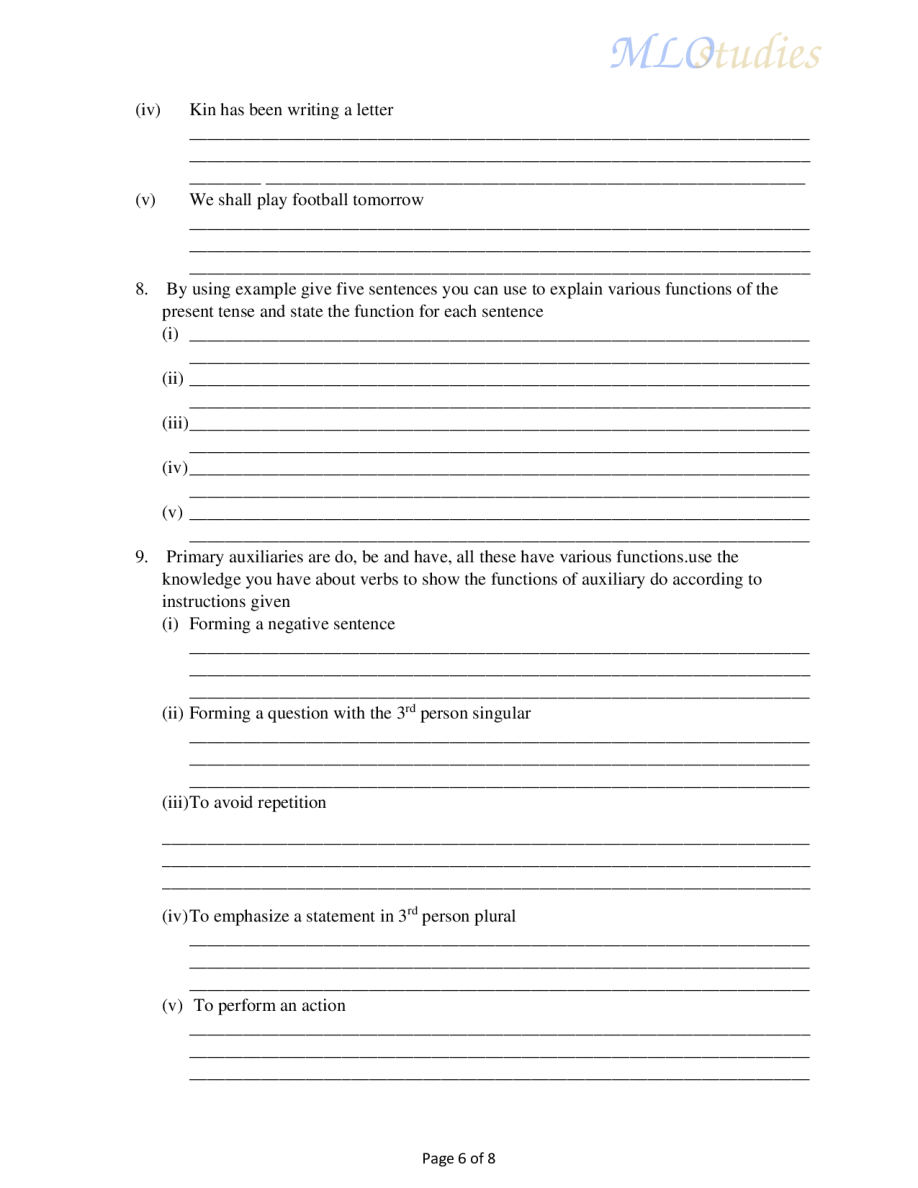 MLOstudies
(iv) Kin has been writing a letter
(v) We shall play football tomorrow
8. By using example give five sentences you can use to explain various functions of the
present tense and state the function for each sentence
(i)
(ii)
(iii)
(iv)
(v)
9. Primary auxiliaries are do, be and have, all these have various functions.use the
knowledge you have about verbs to show the functions of auxiliary do according to
instructions given
(i) Forming a negative sentence
(ii) Forming a question with the 3rd person singular
(iii)To avoid repetition
(iv)To emphasize a statement in 3rd person plural
(v) To perform an action
Page 6 of 8